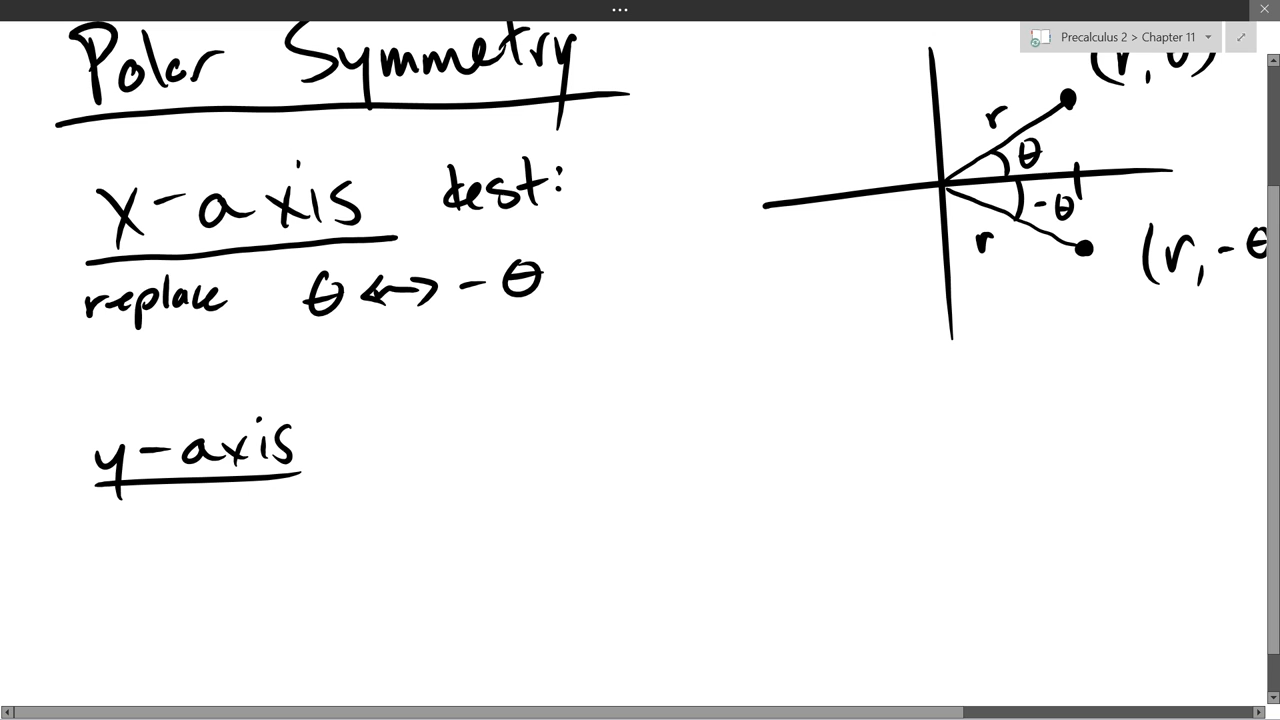 Precalculus 2 > Chapter 11
Polar Symmetry
(r, θ)
r
θ
x-axis test:
-θ
r
(r, -θ
replace θ <-> -θ
y-axis